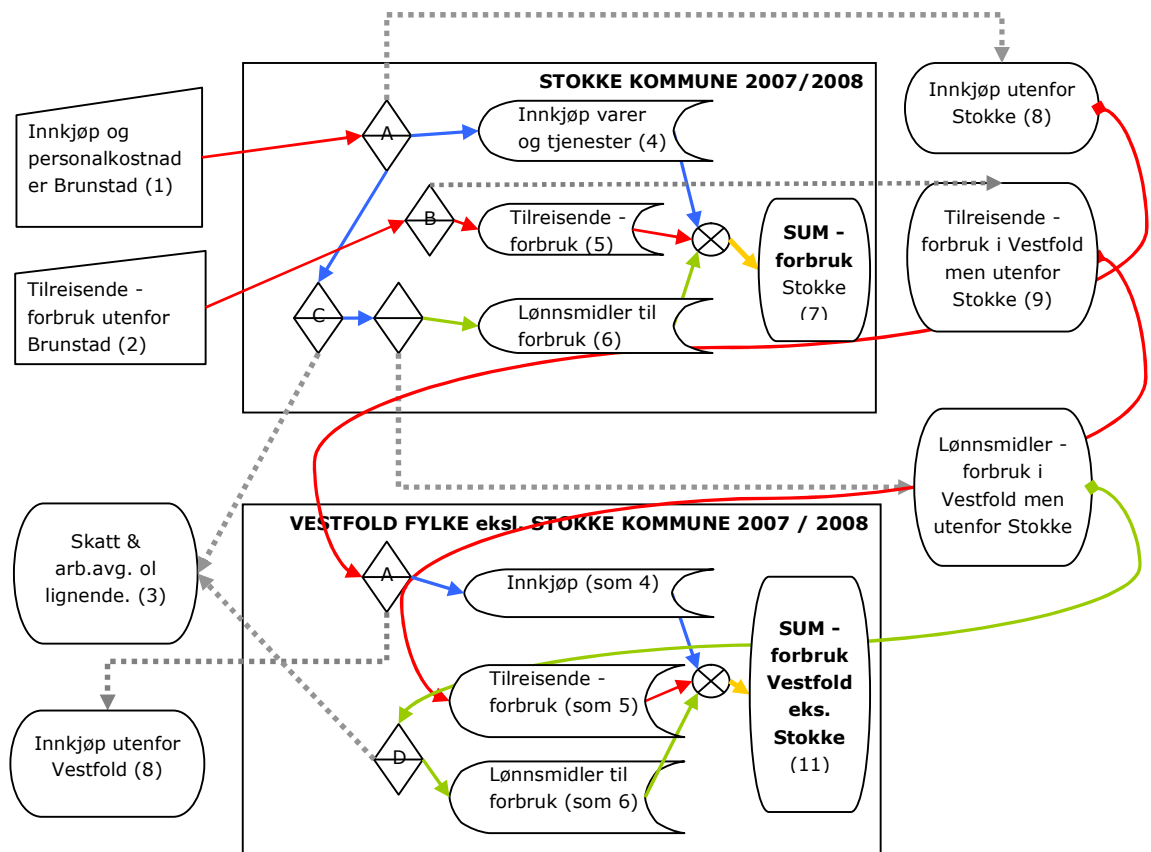 STOKKE KOMMUNE 2007/2008
Innkjøp og
personalkostnad
er Brunstad (1)
A
Innkjøp varer
og tjenester (4)
Innkjøp utenfor
Stokke (8)
Tilreisende -
forbruk utenfor
Brunstad (2)
B
Tilreisende -
forbruk (5)
SUM -
forbruk
Stokke
(7)
Tilreisende -
forbruk i Vestfold
men utenfor
Stokke (9)
C
Lønnsmidler til
forbruk (6)
Lønnsmidler -
forbruk i
Vestfold men
utenfor Stokke
VESTFOLD FYLKE eksl. STOKKE KOMMUNE 2007 / 2008
Skatt &
arb.avg. ol
lignende. (3)
A
Innkjøp (som 4)
Tilreisende -
forbruk (som 5)
SUM -
forbruk
Vestfold
eks.
Stokke
(11)
Innkjøp utenfor
Vestfold (8)
D
Lønnsmidler til
forbruk (som 6)